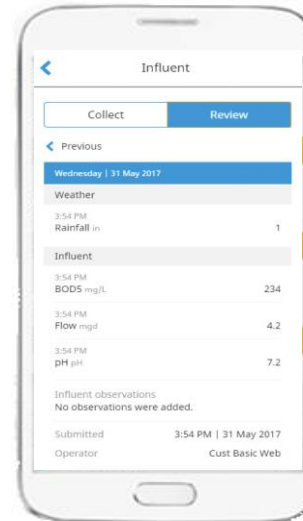 Influent
Collect
Review
Previous
Wednesday | 31 May 2017
Weather
3:54 PM
Rainfall in 1
Influent
3:54 PM
BOD5 mg/L 234
3:54 PM
Flow mgd 4.2
3:54 PM
pH pH 7.2
Influent observations
No observations were added.
Submitted 3:54 PM | 31 May 2017
Operator Cust Basic Web